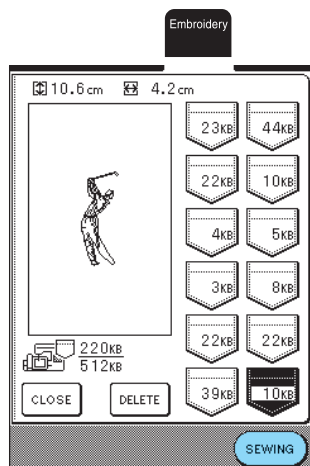 Embroidery
10.6cm 4.2cm
23KB 44KB
22KB 10KB
4KB 5KB
3KB 8KB
22KB 22KB
39KB 10KB
220KB
512KB
CLOSE DELETE
SEWING